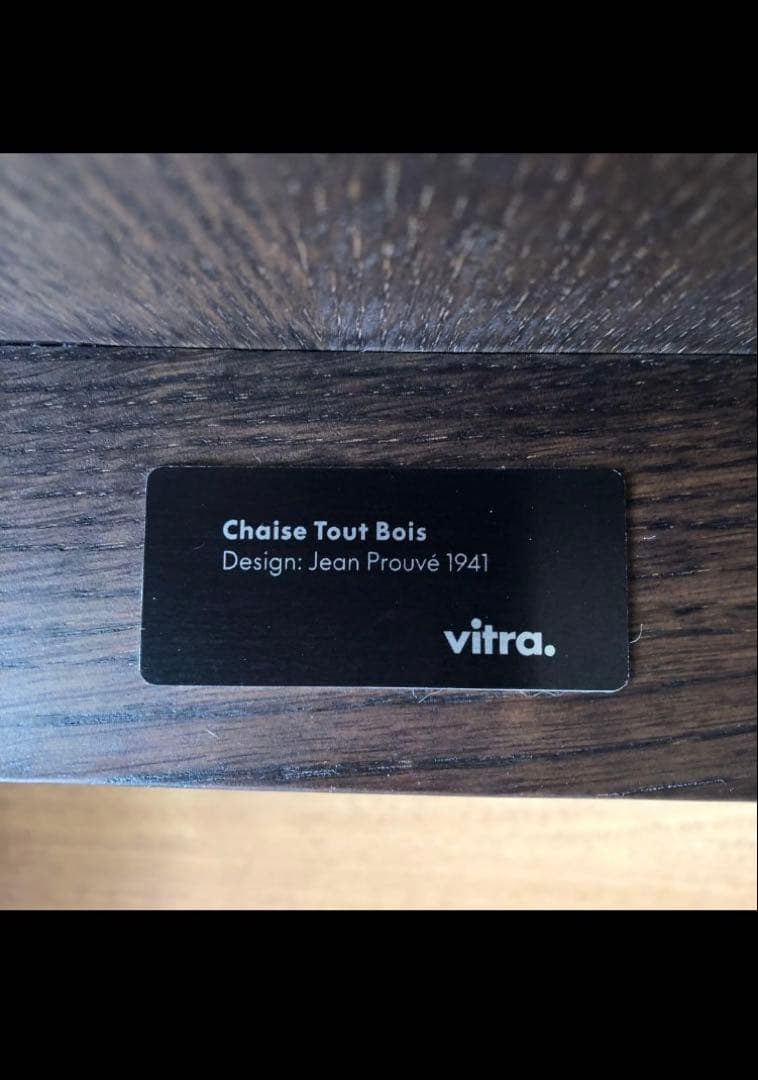 Chaise Tout Bois
Design: Jean Prouvé 1941
vitra.